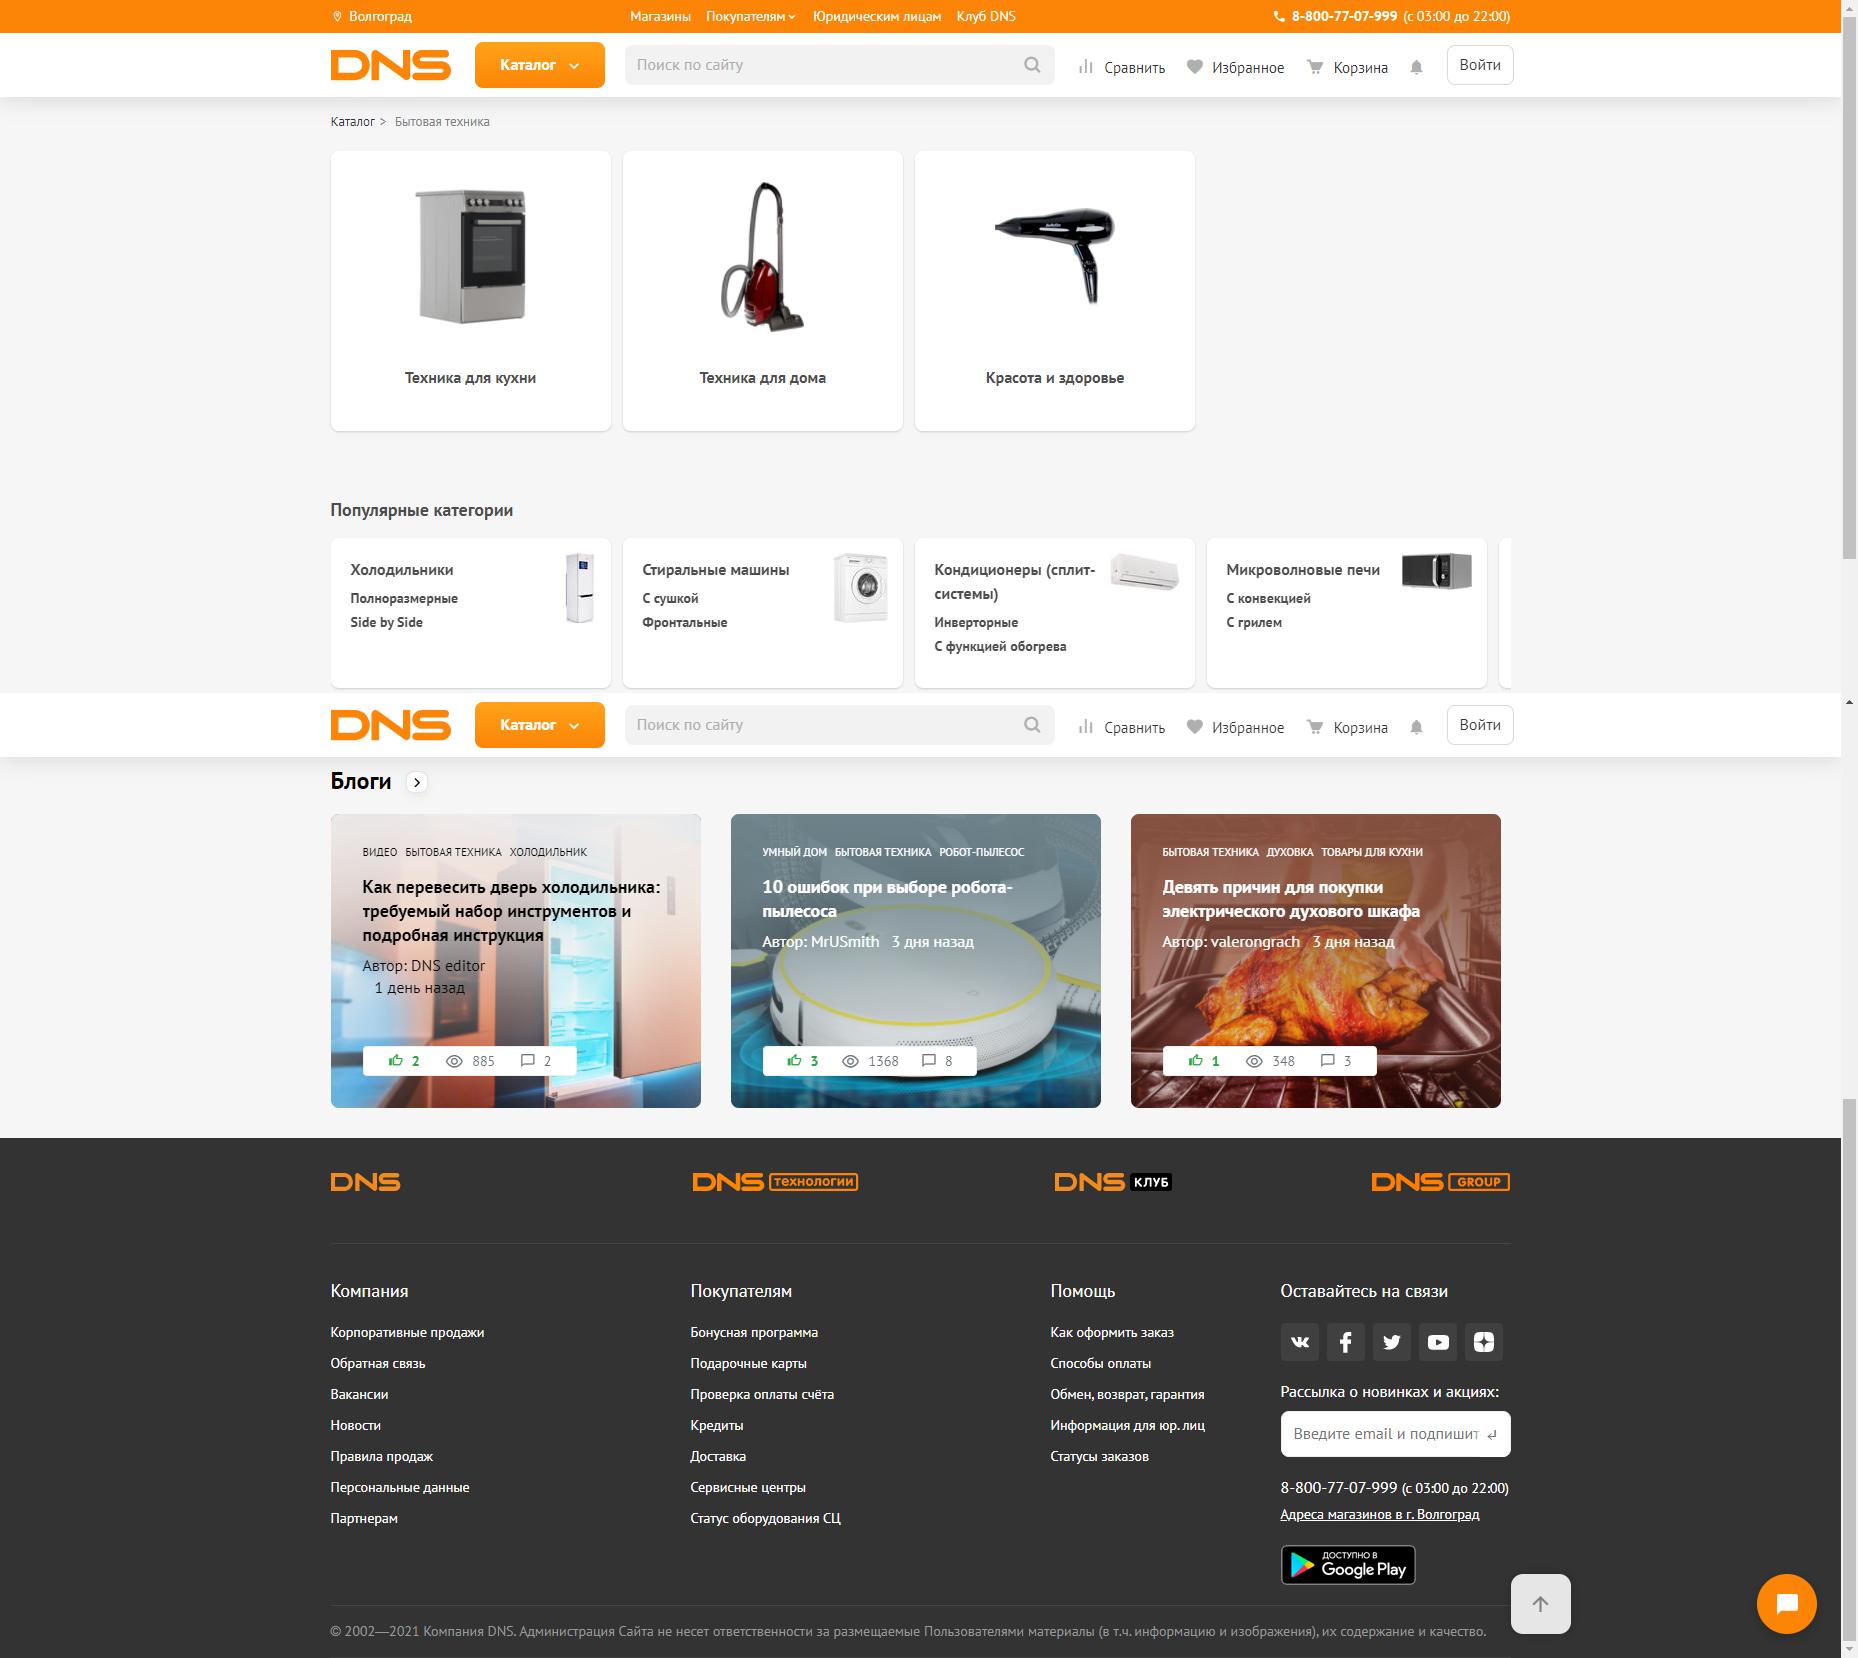 Волгоград
Магазины Покупателям Юридическим лицам Клуб DNS
8-800-77-07-999 (с 03:00 до 22:00)
DNS Каталог Поиск по сайту Сравнить Избранное Корзина Войти
Каталог > Бытовая техника
Техника для кухни
Техника для дома
Красота и здоровье
Популярные категории
Холодильники
Полноразмерные
Side by Side
Стиральные машины
С сушкой
Фронтальные
Кондиционеры (сплит-
системы)
Инверторные
С функцией обогрева
Микроволновые печи
С конвекцией
С грилем
DNS Каталог Поиск по сайту Сравнить Избранное Корзина Войти
Блоги
ВИДЕО БЫТОВАЯ ТЕХНИКА ХОЛОДИЛЬНИК
Как перевесить дверь холодильника:
требуемый набор инструментов и
подробная инструкция
Автор: DNS editor
1 день назад
2 885 2
УМНЫЙ ДОМ БЫТОВАЯ ТЕХНИКА РОБОТ-ПЫЛЕСОС
10 ошибок при выборе робота-
пылесоса
Автор: MrUSmith 3 дня назад
3 1368 8
БЫТОВАЯ ТЕХНИКА ДУХОВКА ТОВАРЫ ДЛЯ КУХНИ
Девять причин для покупки
электрического духового шкафа
Автор: valerongrach 3 дня назад
1 348 3
DNS
DNS технологии
DNS КЛУБ
DNS GROUP
Компания
Корпоративные продажи
Обратная связь
Вакансии
Новости
Правила продаж
Персональные данные
Партнерам
Покупателям
Бонусная программа
Подарочные карты
Проверка оплаты счёта
Кредиты
Доставка
Сервисные центры
Статус оборудования СЦ
Помощь
Как оформить заказ
Способы оплаты
Обмен, возврат, гарантия
Информация для юр. лиц
Статусы заказов
Оставайтесь на связи
Рассылка о новинках и акциях:
Введите email и подпишит
8-800-77-07-999 (с 03:00 до 22:00)
Адреса магазинов в г. Волгоград
ДОСТУПНО В
Google Play
© 2002—2021 Компания DNS. Администрация Сайта не несет ответственности за размещаемые Пользователями материалы (в т.ч. информацию и изображения), их содержание и качество.